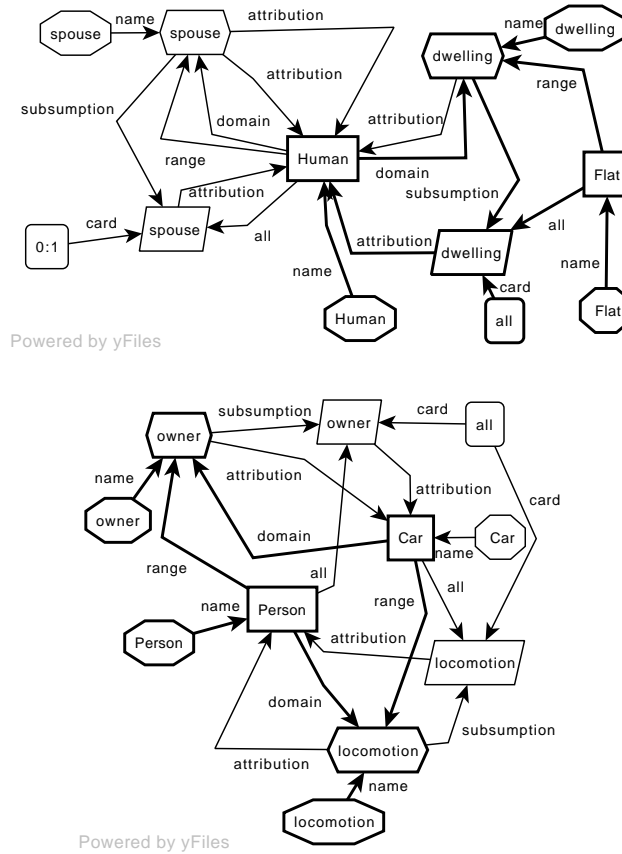 spouse
name
spouse
attribution
name
dwelling
dwelling
range
attribution
subsumption
domain
attribution
range
Human
domain
Flat
attribution
subsumption
0:1
card
spouse
all
attribution
dwelling
all
name
name
card
Human
all
Flat
Powered by yFiles
owner
subsumption
owner
card
all
name
attribution
attribution
card
owner
domain
Car
name
Car
range
all
range
all
name
Person
Person
attribution
locomotion
domain
locomotion
subsumption
attribution
name
locomotion
Powered by yFiles